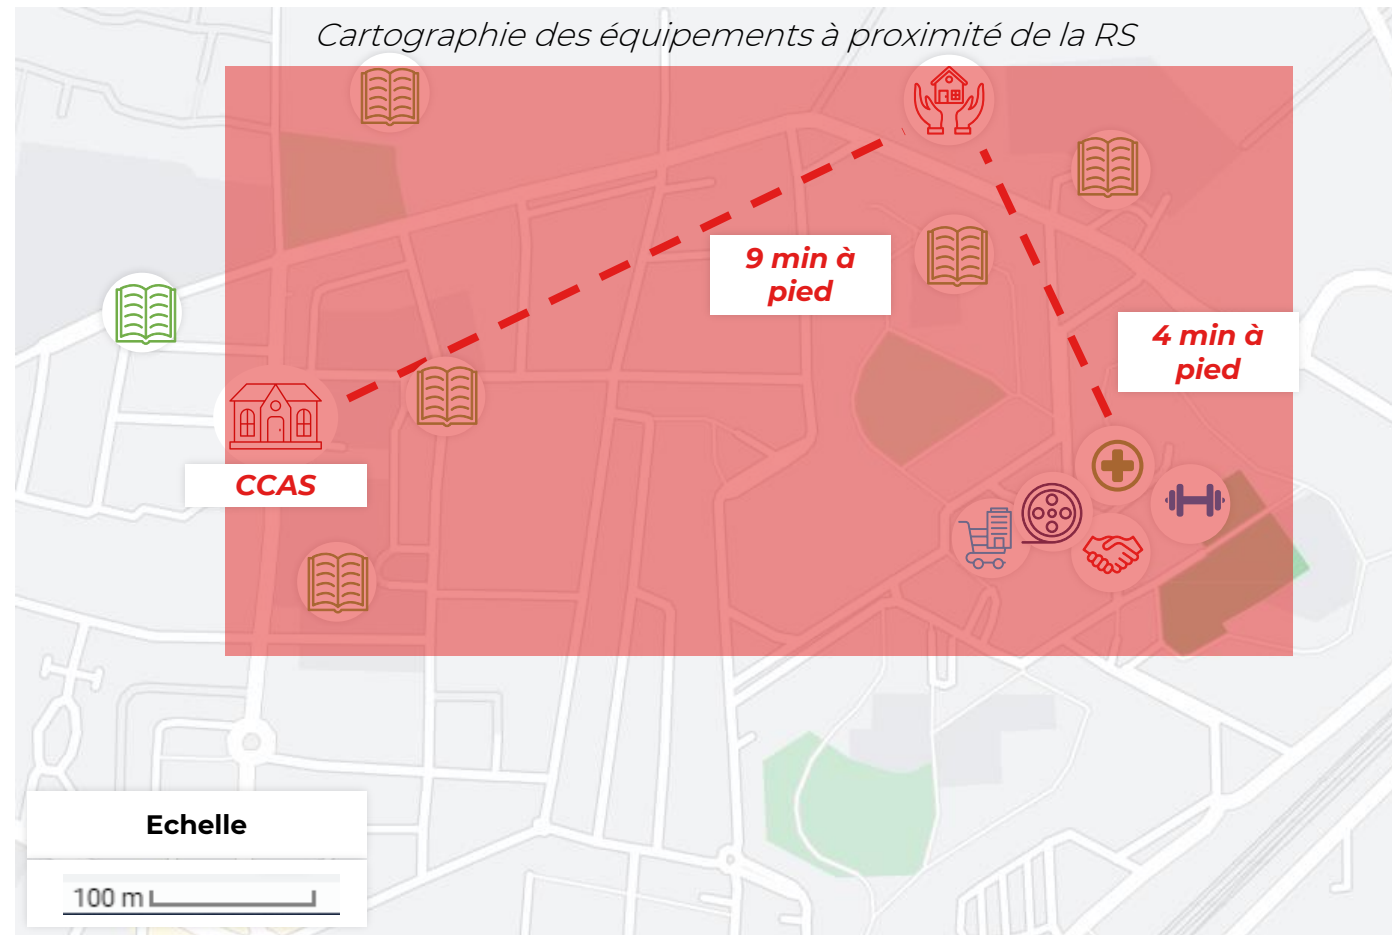 Cartographie des équipements à proximité de la RS
9 min à
pied
4 min à
pied
CCAS
Echelle
100 m